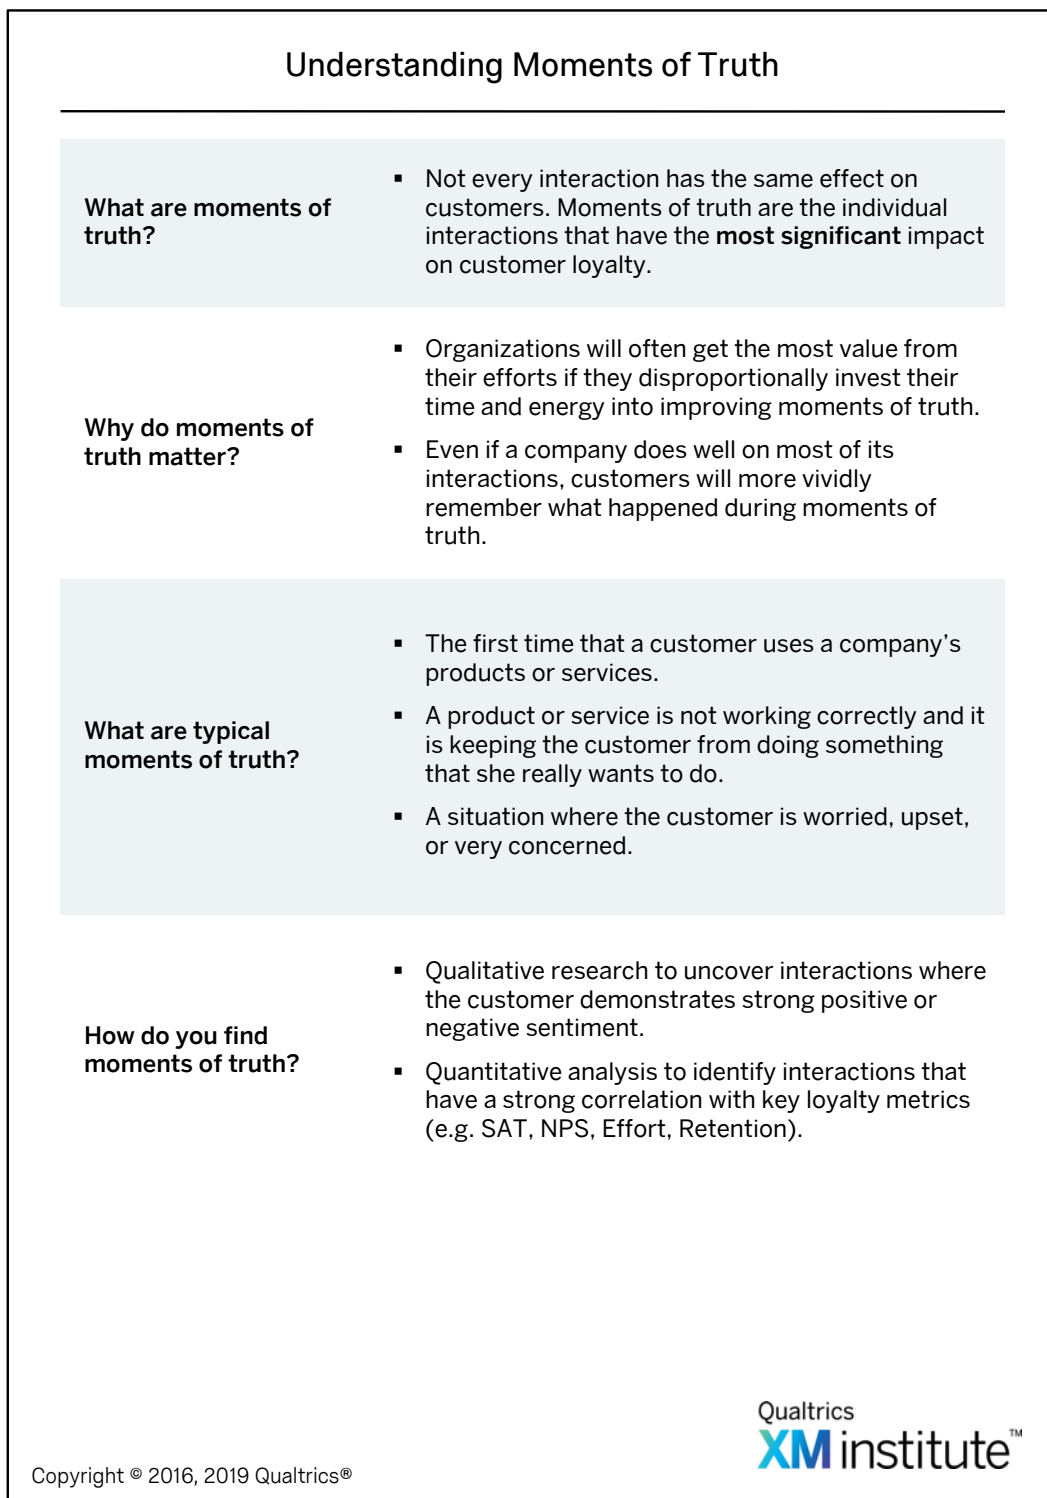 Understanding Moments of Truth
What are moments of
truth?
▪ Not every interaction has the same effect on
customers. Moments of truth are the individual
interactions that have the most significant impact
on customer loyalty.
Why do moments of
truth matter?
▪ Organizations will often get the most value from
their efforts if they disproportionally invest their
time and energy into improving moments of truth.
▪ Even if a company does well on most of its
interactions, customers will more vividly
remember what happened during moments of
truth.
What are typical
moments of truth?
▪ The first time that a customer uses a company’s
products or services.
▪ A product or service is not working correctly and it
is keeping the customer from doing something
that she really wants to do.
▪ A situation where the customer is worried, upset,
or very concerned.
How do you find
moments of truth?
▪ Qualitative research to uncover interactions where
the customer demonstrates strong positive or
negative sentiment.
▪ Quantitative analysis to identify interactions that
have a strong correlation with key loyalty metrics
(e.g. SAT, NPS, Effort, Retention).
Qualtrics
XM institute™
Copyright © 2016, 2019 Qualtrics®